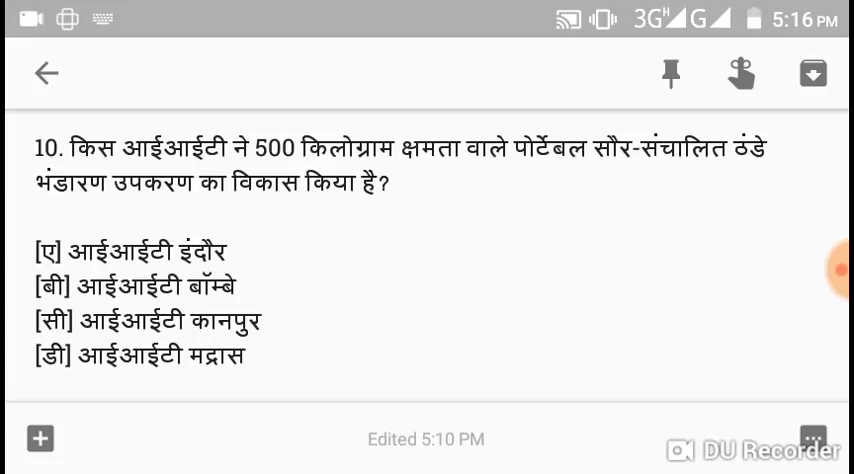 3G H G 5:16 PM
10. किस आईआईटी ने 500 किलोग्राम क्षमता वाले पोर्टेबल सौर-संचालित ठंडे
भंडारण उपकरण का विकास किया है?
[ए] आईआईटी इंदौर
[बी] आईआईटी बॉम्बे
[सी] आईआईटी कानपुर
[डी] आईआईटी मद्रास
Edited 5:10 PM
DU Recorder